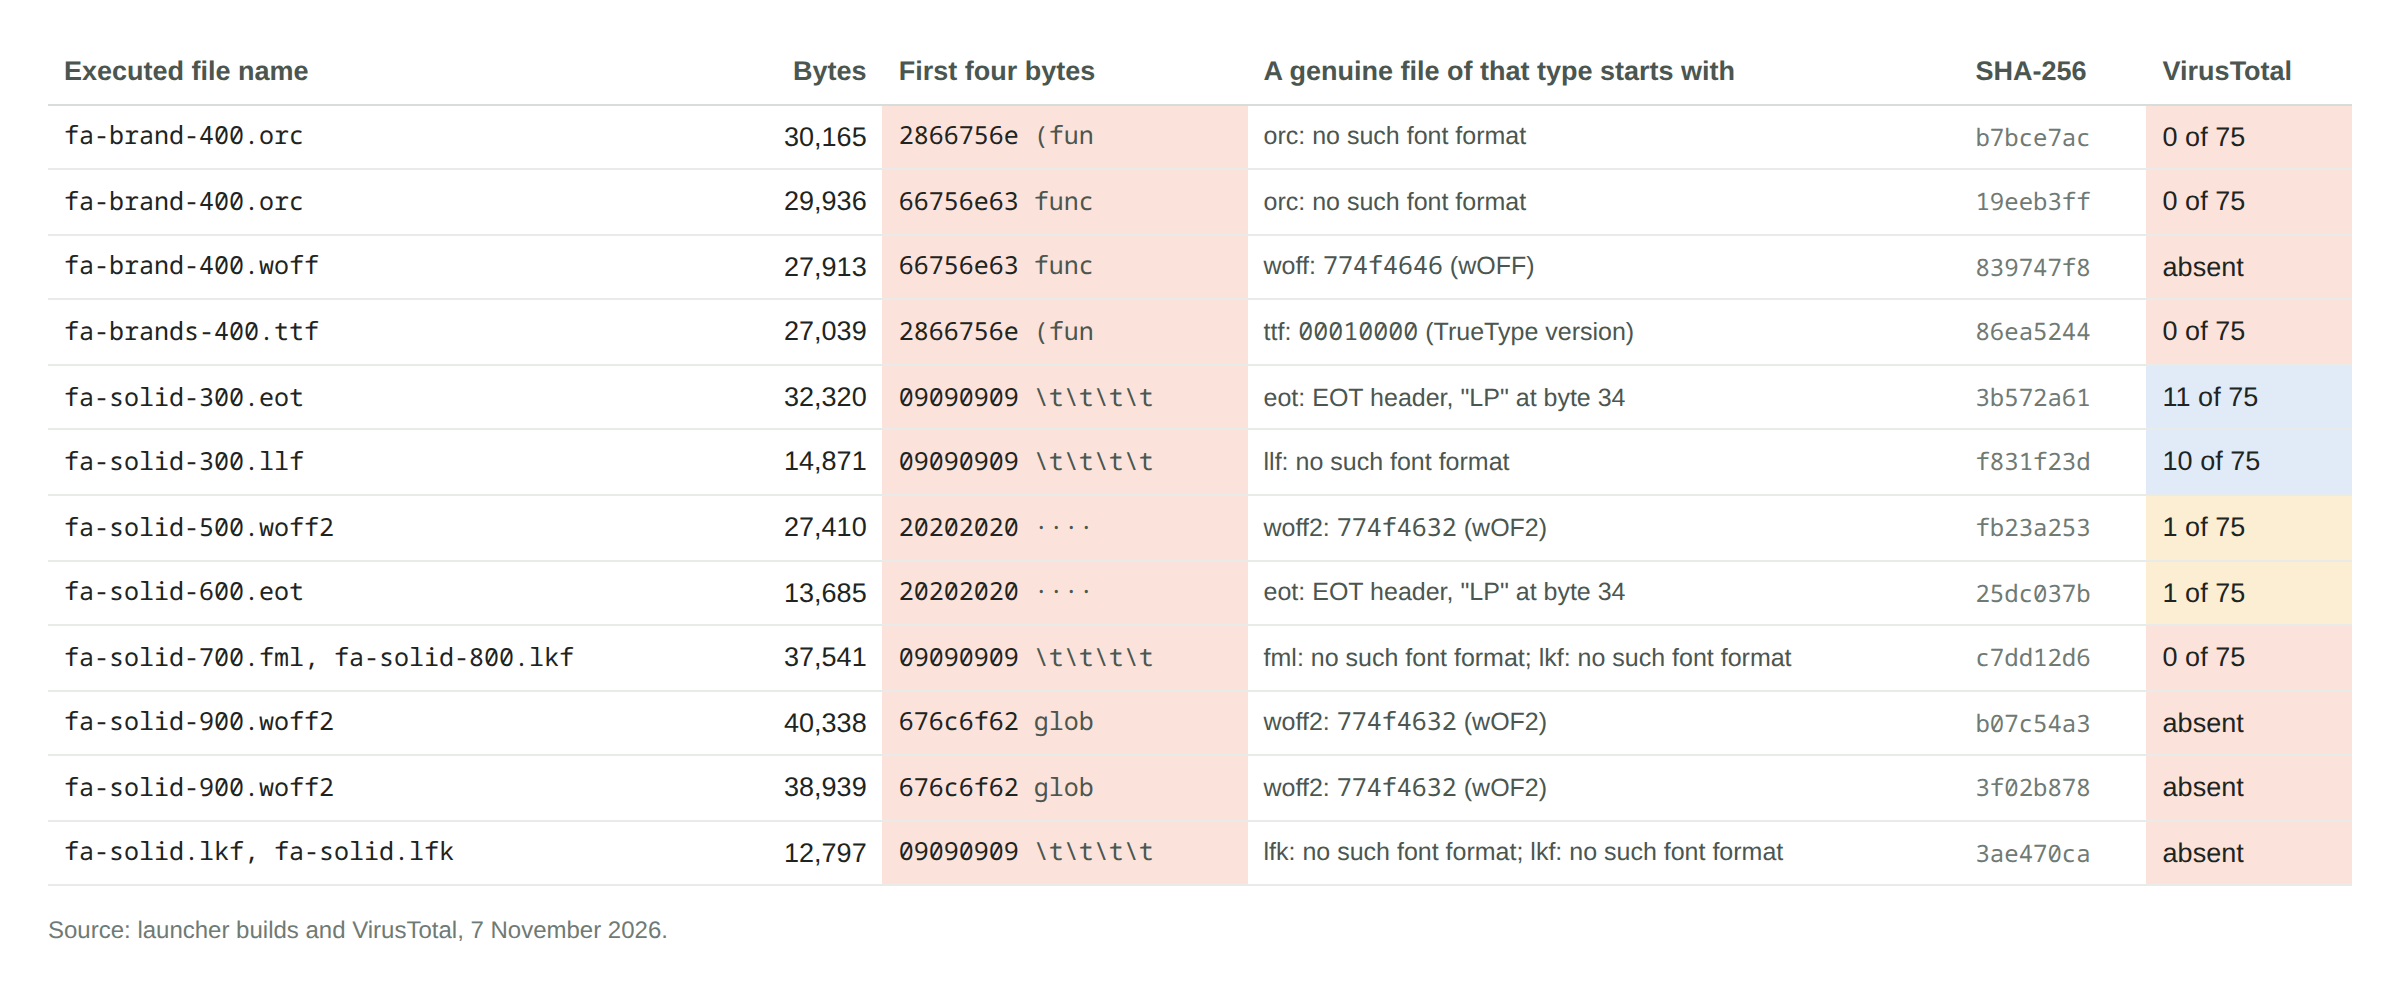 Executed file name Bytes First four bytes A genuine file of that type starts with SHA-256 VirusTotal
fa-brand-400.orc 30,165 2866756e (fun orc: no such font format b7bce7ac 0 of 75
fa-brand-400.orc 29,936 66756e63 func orc: no such font format 19eeb3ff 0 of 75
fa-brand-400.woff 27,913 66756e63 func woff: 774f4646 (wOFF) 839747f8 absent
fa-brands-400.ttf 27,039 2866756e (fun ttf: 00010000 (TrueType version) 86ea5244 0 of 75
fa-solid-300.eot 32,320 09090909 \t\t\t\t eot: EOT header, "LP" at byte 34 3b572a61 11 of 75
fa-solid-300.llf 14,871 09090909 \t\t\t\t llf: no such font format f831f23d 10 of 75
fa-solid-500.woff2 27,410 20202020 ···· woff2: 774f4632 (wOF2) fb23a253 1 of 75
fa-solid-600.eot 13,685 20202020 ···· eot: EOT header, "LP" at byte 34 25dc037b 1 of 75
fa-solid-700.fml, fa-solid-800.lkf 37,541 09090909 \t\t\t\t fml: no such font format; lkf: no such font format c7dd12d6 0 of 75
fa-solid-900.woff2 40,338 676c6f62 glob woff2: 774f4632 (wOF2) b07c54a3 absent
fa-solid-900.woff2 38,939 676c6f62 glob woff2: 774f4632 (wOF2) 3f02b878 absent
fa-solid.lkf, fa-solid.lfk 12,797 09090909 \t\t\t\t lfk: no such font format; lkf: no such font format 3ae470ca absent
Source: launcher builds and VirusTotal, 7 November 2026.